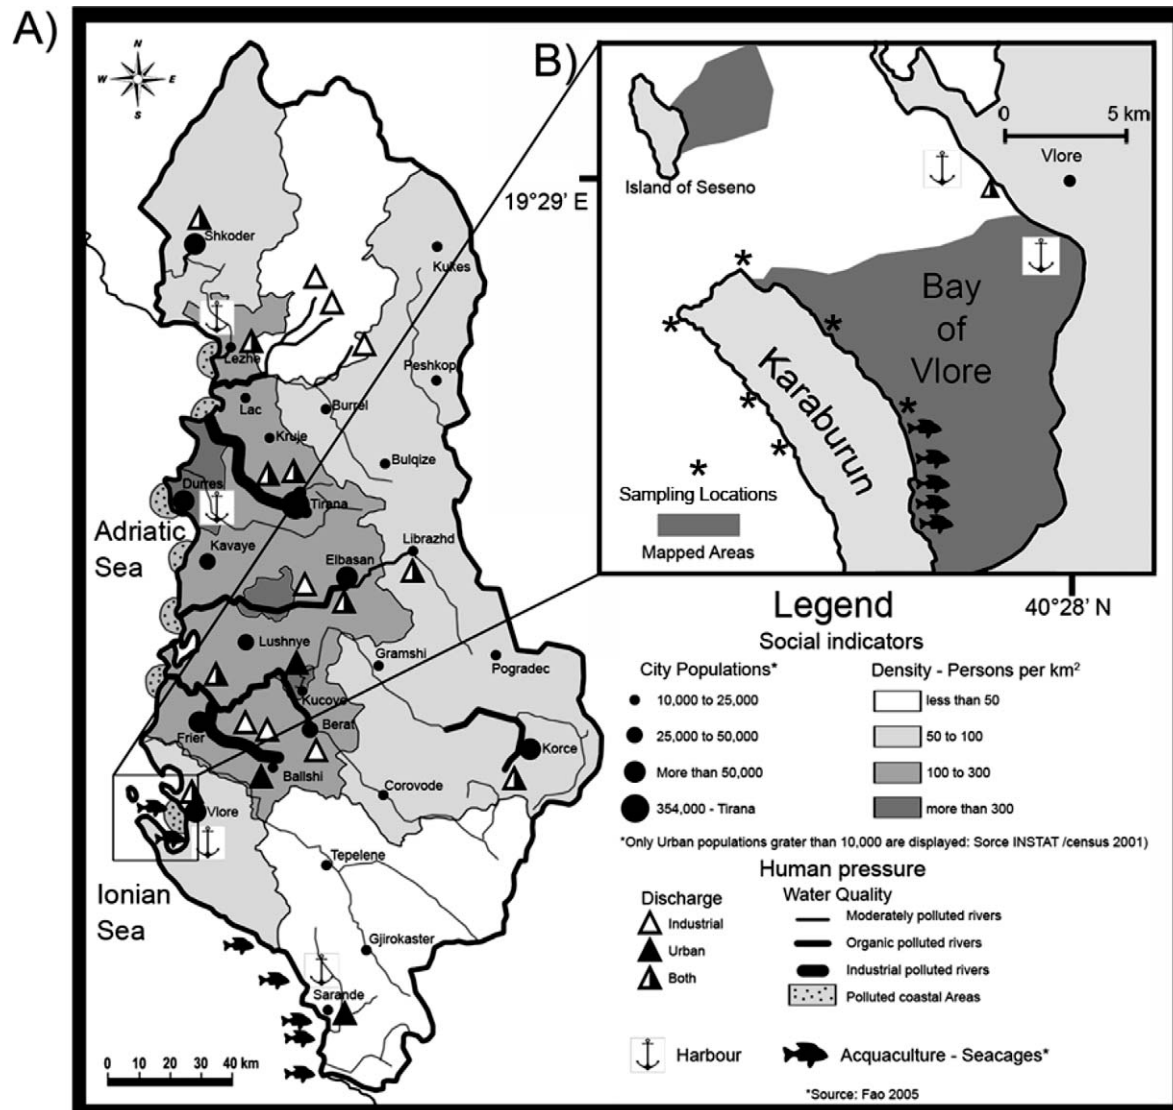 A)
N
W
E
S
Shkoder
Kukes
Lezhe
Peshkop
Lac
Burrel
Kruje
Bulqize
Durres
Tirana
Adriatic
Sea
Kavaye
Elbasan
Librazhd
Lushnye
Gramshi
Pogradec
Kucove
Frier
Berat
Korce
Ballshi
Corovode
Vlore
Tepelene
Ionian
Sea
Gjirokaster
Sarande
0 10 20 30 40 km
B)
0 5 km
Vlore
Island of Seseno
19°29' E
Bay
of
Vlore
Karaburun
*
Sampling Locations
Mapped Areas
40°28' N
Legend
Social indicators
City Populations*
10,000 to 25,000
25,000 to 50,000
More than 50,000
354,000 - Tirana
Density - Persons per km²
less than 50
50 to 100
100 to 300
more than 300
*Only Urban populations grater than 10,000 are displayed: Sorce INSTAT /census 2001)
Human pressure
Discharge
Industrial
Urban
Both
Water Quality
Moderately polluted rivers
Organic polluted rivers
Industrial polluted rivers
Polluted coastal Areas
Harbour
Acquaculture - Seacages*
*Source: Fao 2005